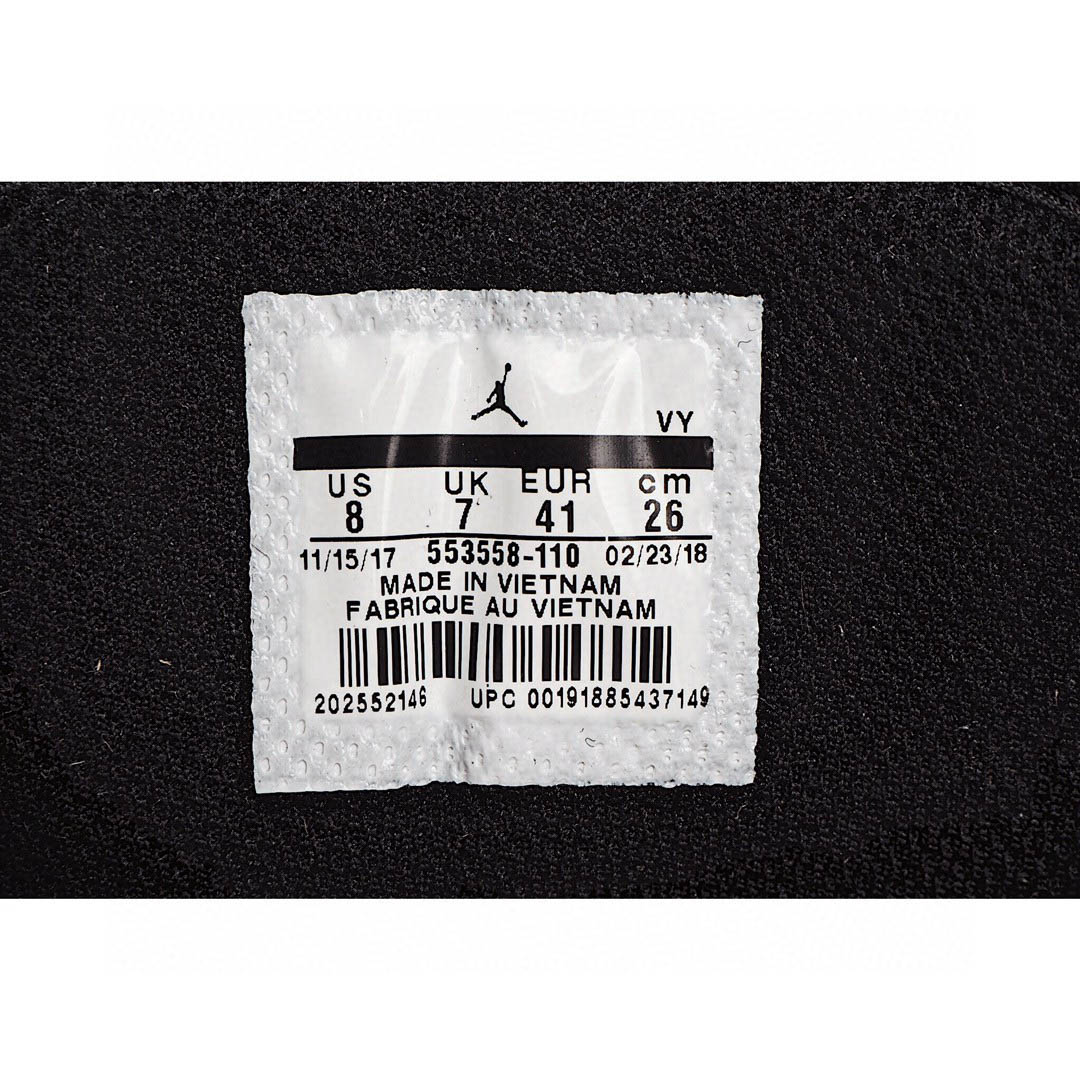 VY
US UK EUR cm
8 7 41 26
11/15/17 553558-110 02/23/18
MADE IN VIETNAM
FABRIQUE AU VIETNAM
202552146 UPC 00191885437149